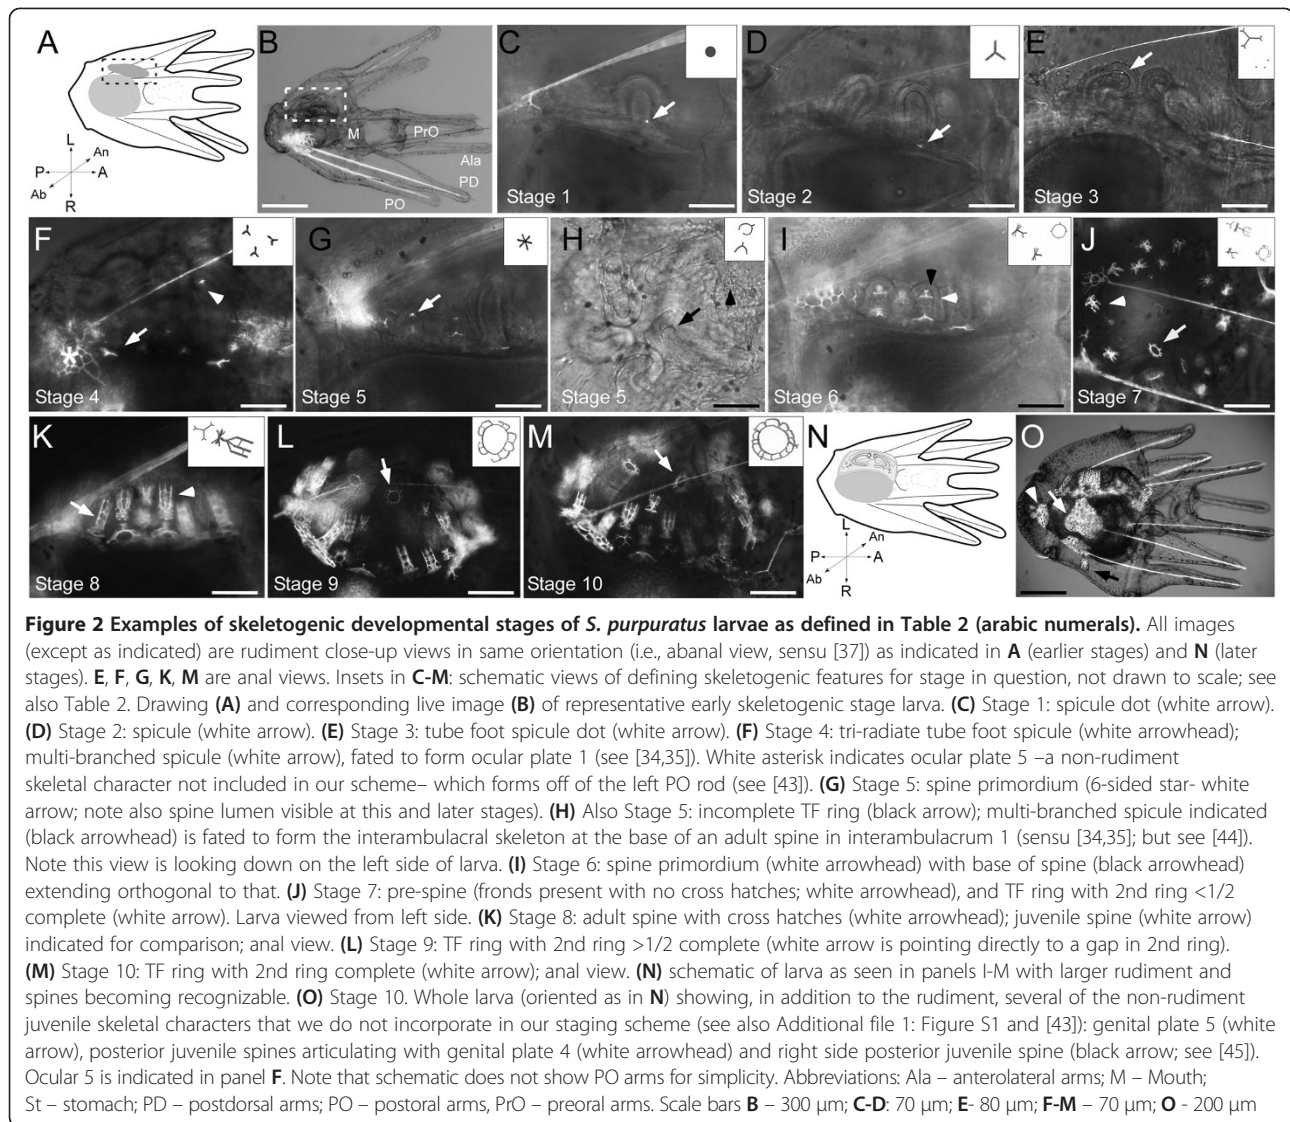 A
L
An
P
A
Ab
R
B
M
PrO
Ala
PD
PO
C
Stage 1
D
Stage 2
E
Stage 3
F
*
Stage 4
G
Stage 5
H
Stage 5
I
Stage 6
J
Stage 7
K
Stage 8
L
Stage 9
M
Stage 10
N
L
An
P
A
Ab
R
O
Figure 2 Examples of skeletogenic developmental stages of S. purpuratus larvae as defined in Table 2 (arabic numerals). All images
(except as indicated) are rudiment close-up views in same orientation (i.e., abanal view, sensu [37]) as indicated in A (earlier stages) and N (later
stages). E, F, G, K, M are anal views. Insets in C-M: schematic views of defining skeletogenic features for stage in question, not drawn to scale; see
also Table 2. Drawing (A) and corresponding live image (B) of representative early skeletogenic stage larva. (C) Stage 1: spicule dot (white arrow).
(D) Stage 2: spicule (white arrow). (E) Stage 3: tube foot spicule dot (white arrow). (F) Stage 4: tri-radiate tube foot spicule (white arrowhead);
multi-branched spicule (white arrow), fated to form ocular plate 1 (see [34,35]). White asterisk indicates ocular plate 5 –a non-rudiment
skeletal character not included in our scheme– which forms off of the left PO rod (see [43]). (G) Stage 5: spine primordium (6-sided star- white
arrow; note also spine lumen visible at this and later stages). (H) Also Stage 5: incomplete TF ring (black arrow); multi-branched spicule indicated
(black arrowhead) is fated to form the interambulacral skeleton at the base of an adult spine in interambulacrum 1 (sensu [34,35]; but see [44]).
Note this view is looking down on the left side of larva. (I) Stage 6: spine primordium (white arrowhead) with base of spine (black arrowhead)
extending orthogonal to that. (J) Stage 7: pre-spine (fronds present with no cross hatches; white arrowhead), and TF ring with 2nd ring <1/2
complete (white arrow). Larva viewed from left side. (K) Stage 8: adult spine with cross hatches (white arrowhead); juvenile spine (white arrow)
indicated for comparison; anal view. (L) Stage 9: TF ring with 2nd ring >1/2 complete (white arrow is pointing directly to a gap in 2nd ring).
(M) Stage 10: TF ring with 2nd ring complete (white arrow); anal view. (N) schematic of larva as seen in panels I-M with larger rudiment and
spines becoming recognizable. (O) Stage 10. Whole larva (oriented as in N) showing, in addition to the rudiment, several of the non-rudiment
juvenile skeletal characters that we do not incorporate in our staging scheme (see also Additional file 1: Figure S1 and [43]): genital plate 5 (white
arrow), posterior juvenile spines articulating with genital plate 4 (white arrowhead) and right side posterior juvenile spine (black arrow; see [45]).
Ocular 5 is indicated in panel F. Note that schematic does not show PO arms for simplicity. Abbreviations: Ala – anterolateral arms; M – Mouth;
St – stomach; PD – postdorsal arms; PO – postoral arms, PrO – preoral arms. Scale bars B – 300 μm; C-D: 70 μm; E- 80 μm; F-M – 70 μm; O - 200 μm